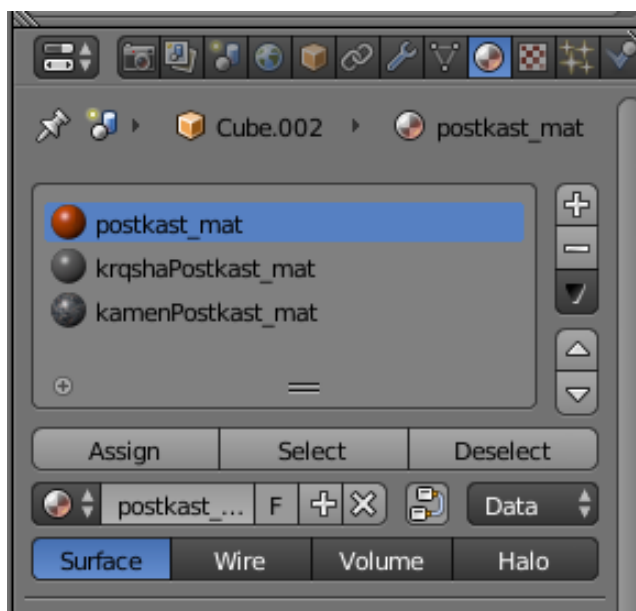 Cube.002 postkast_mat
postkast_mat
krqshaPostkast_mat
kamenPostkast_mat
Assign Select Deselect
postkast_... F Data
Surface Wire Volume Halo